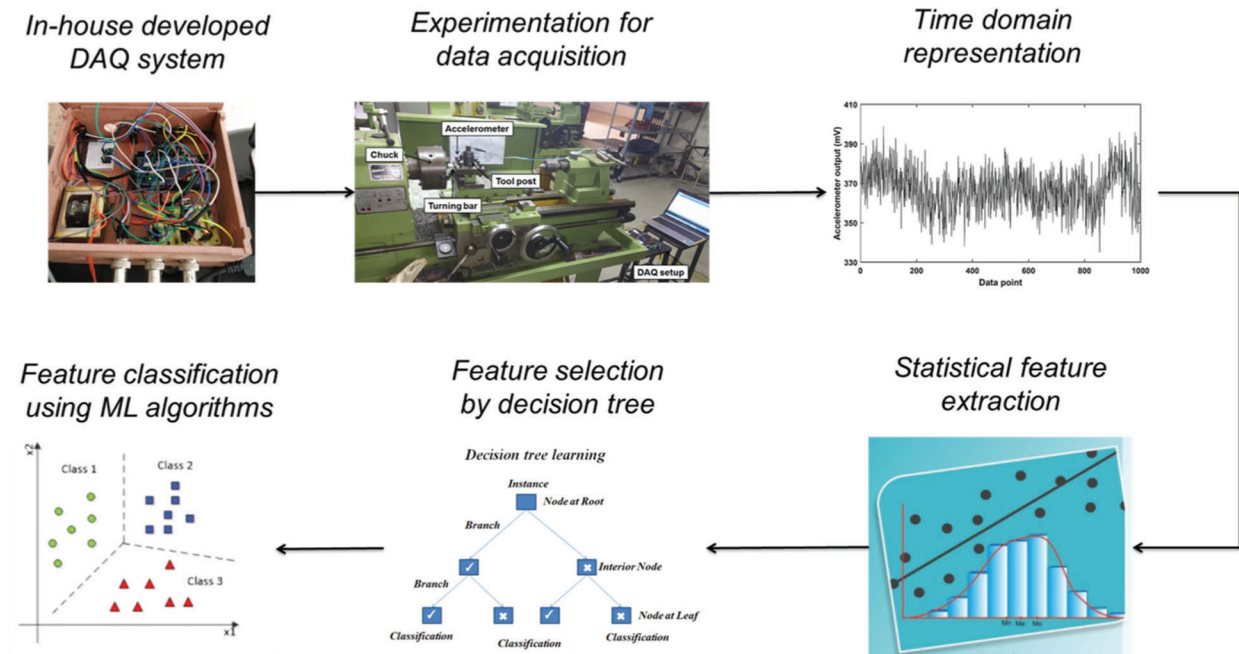 In-house developed
DAQ system
Experimentation for
data acquisition
Time domain
representation
Accelerometer
Chuck
Tool post
Turning bar
DAQ setup
410
390
370
350
330
Accelerometer output (mV)
0
200
400
600
800
1000
Data point
Feature classification
using ML algorithms
Feature selection
by decision tree
Statistical feature
extraction
x2
Class 1
Class 2
Class 3
x1
Decision tree learning
Instance
Node at Root
Branch
Interior Node
Branch
Node at Leaf
Classification
Classification
Classification
Mn Me Mo